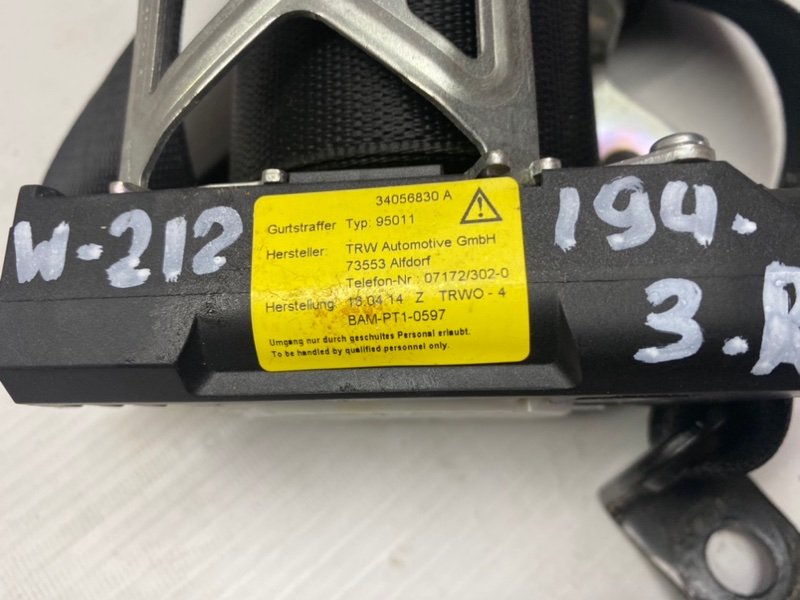 W-212
34056830 A
Gurtstraffer Typ: 95011
Hersteller: TRW Automotive GmbH
73553 Alfdorf
Telefon-Nr.: 07172/302-0
Herstellung: 16.04.14 Z TRWO - 4
BAM-PT1-0597
Umgang nur durch geschultes Personal erlaubt.
To be handled by qualified personnel only.
194.
3.R